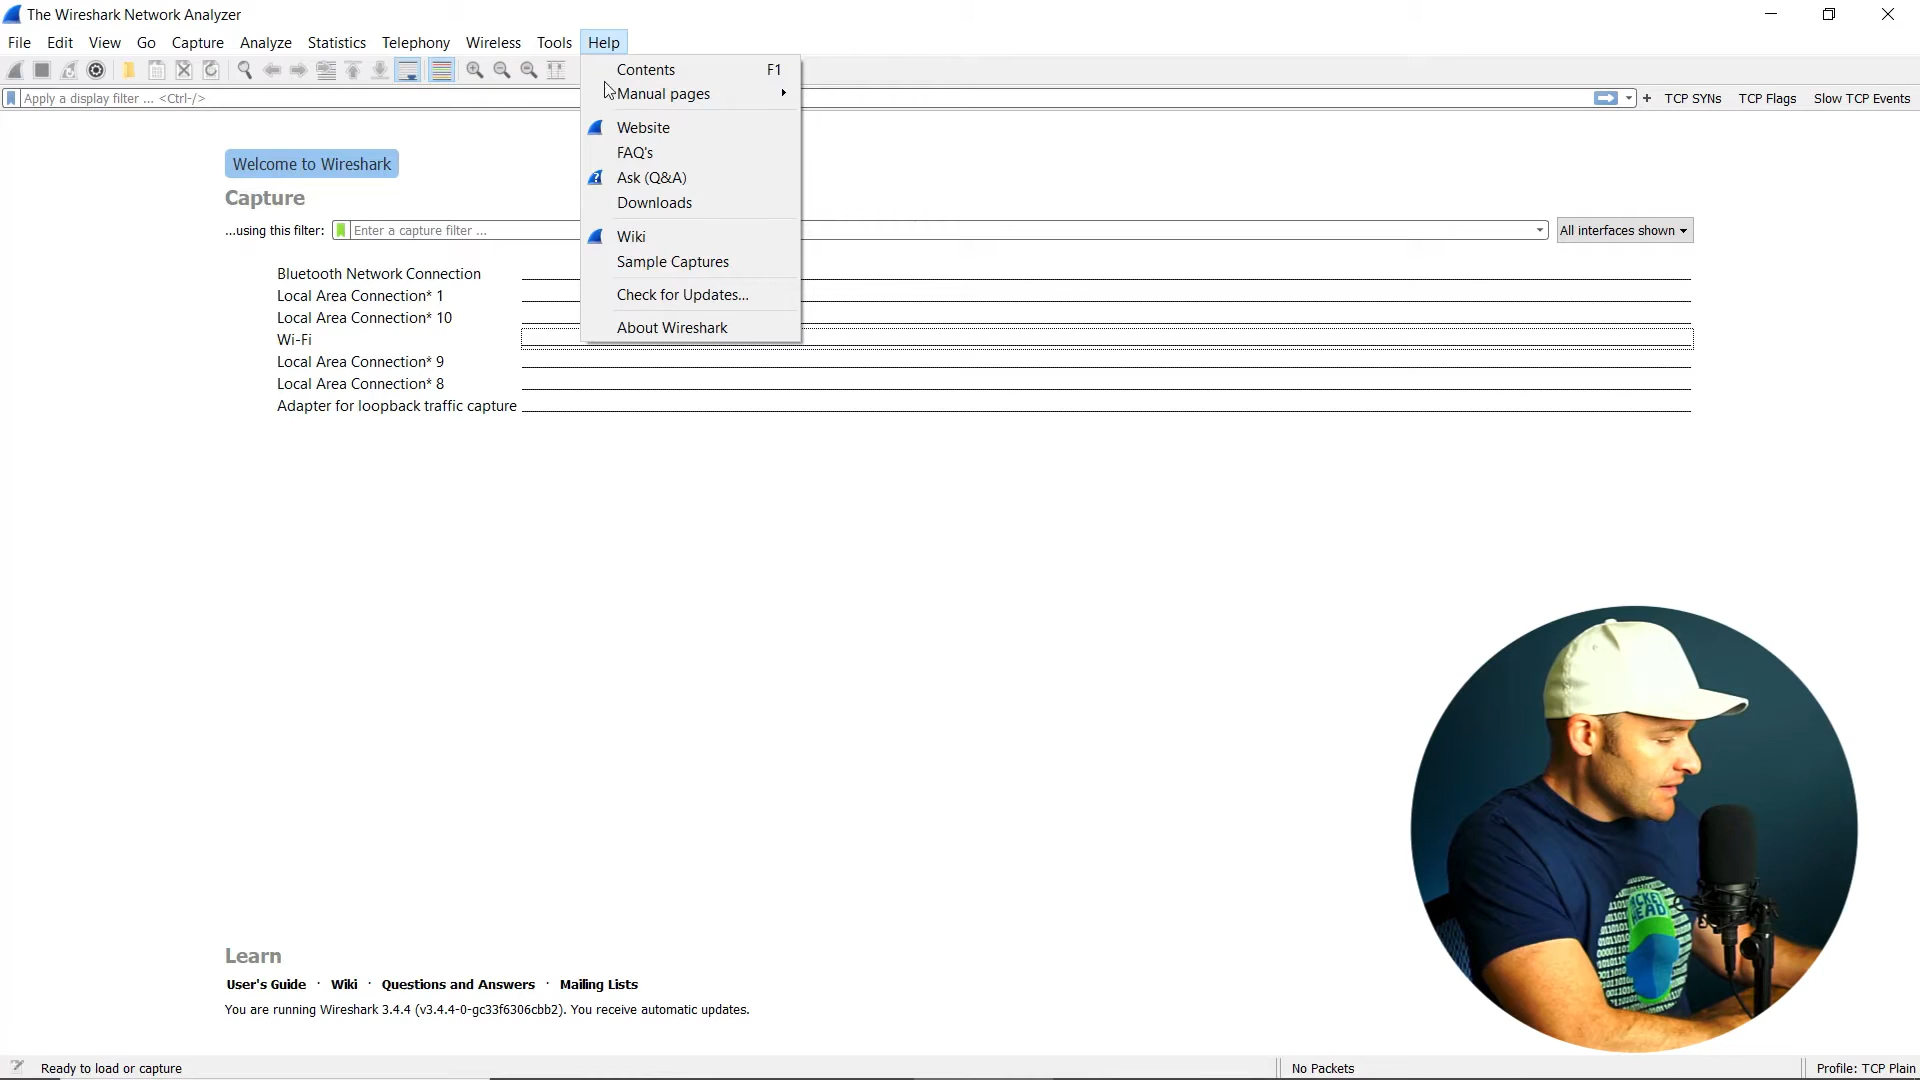 The Wireshark Network Analyzer
File Edit View Go Capture Analyze Statistics Telephony Wireless Tools Help
Apply a display filter ... <Ctrl-/>
+ TCP SYNs TCP Flags Slow TCP Events
Contents F1
Manual pages
Website
FAQ's
Ask (Q&A)
Downloads
Wiki
Sample Captures
Check for Updates...
About Wireshark
Welcome to Wireshark
Capture
...using this filter: Enter a capture filter ... All interfaces shown
Bluetooth Network Connection
Local Area Connection* 1
Local Area Connection* 10
Wi-Fi
Local Area Connection* 9
Local Area Connection* 8
Adapter for loopback traffic capture
HEAD
Learn
User's Guide · Wiki · Questions and Answers · Mailing Lists
You are running Wireshark 3.4.4 (v3.4.4-0-gc33f6306cbb2). You receive automatic updates.
Ready to load or capture No Packets Profile: TCP Plain